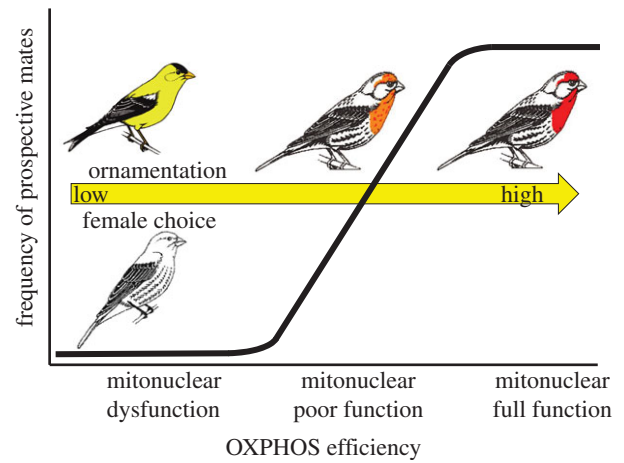 frequency of prospective mates
ornamentation
low high
female choice
mitonuclear mitonuclear mitonuclear
dysfunction poor function full function
OXPHOS efficiency